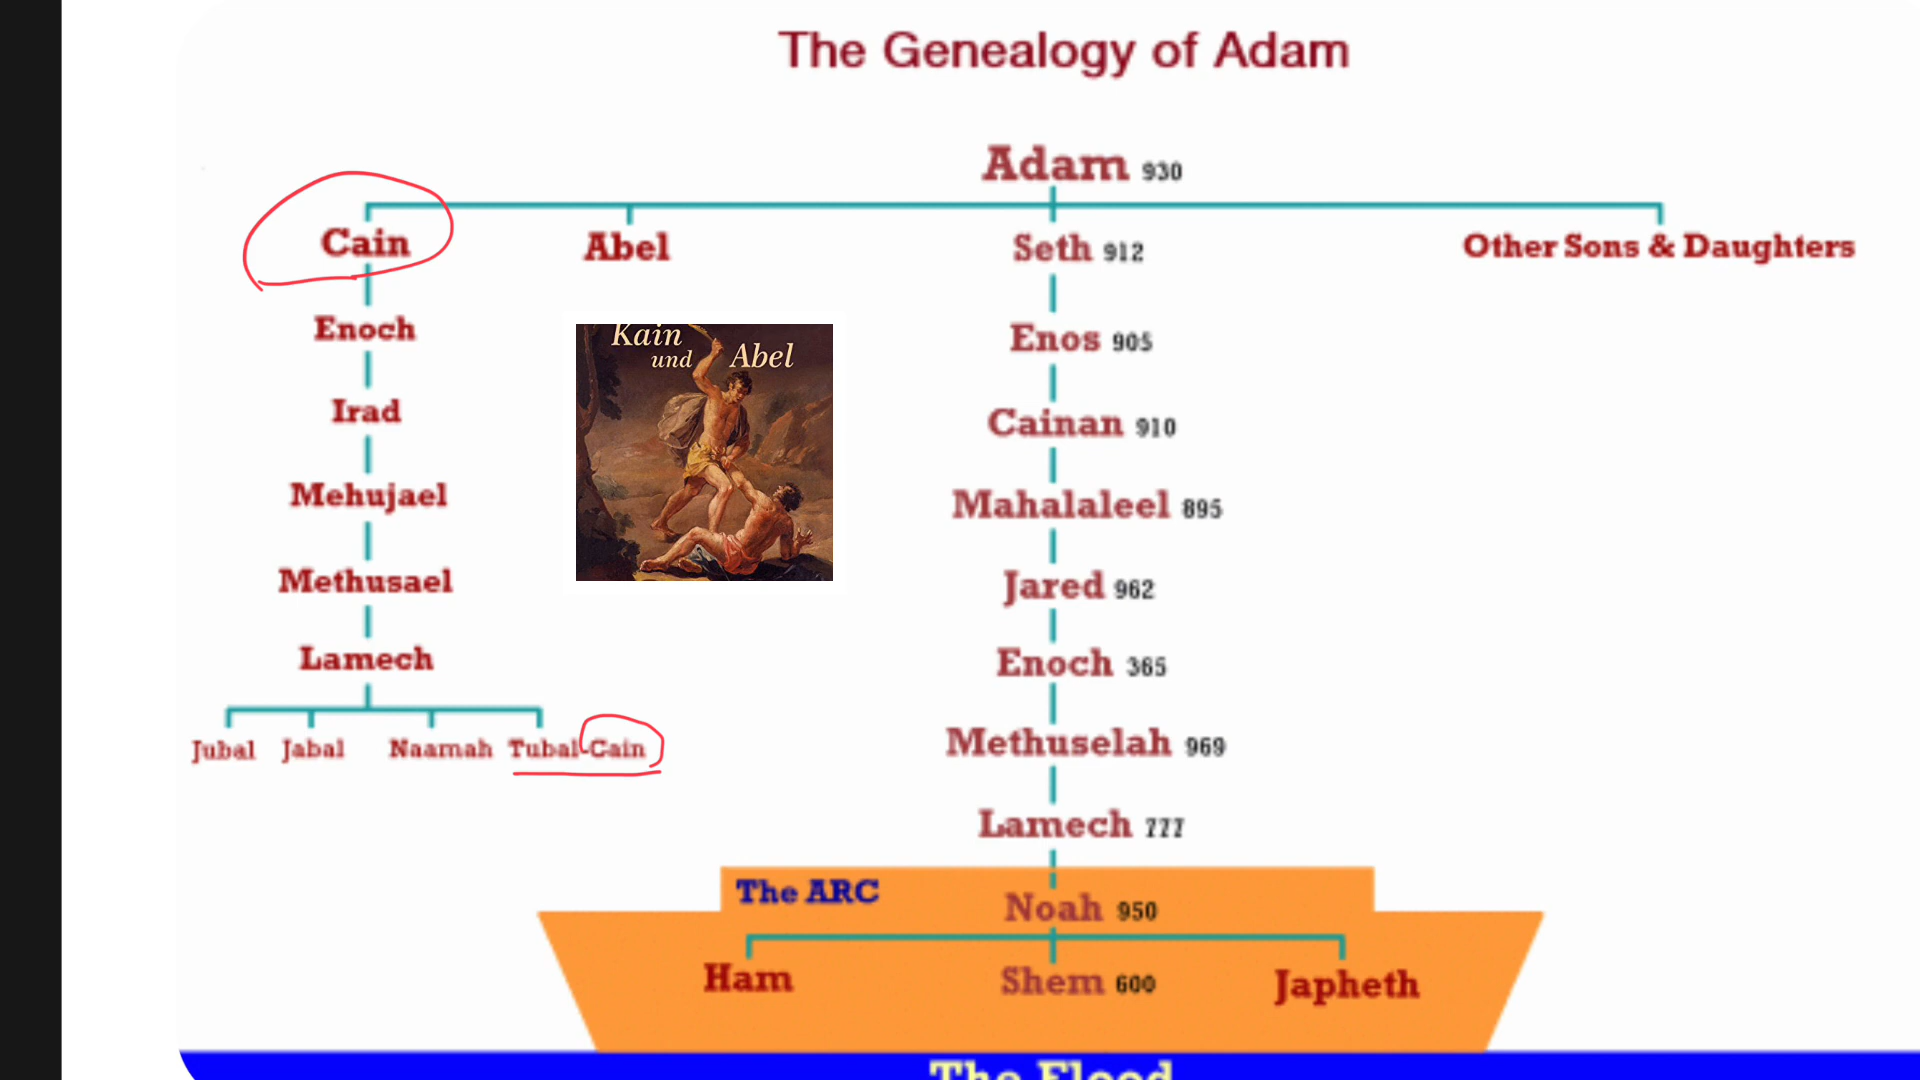 The Genealogy of Adam
Adam 930
Cain Abel Seth 912 Other Sons & Daughters
Enoch
Irad
Mehujael
Methusael
Lamech
Jubal Jabal Naamah Tubal-Cain
Kain
und Abel
Enos 905
Cainan 910
Mahalaleel 895
Jared 962
Enoch 365
Methuselah 969
Lamech 777
The ARC
Noah 950
Ham Shem 600 Japheth
The Flood